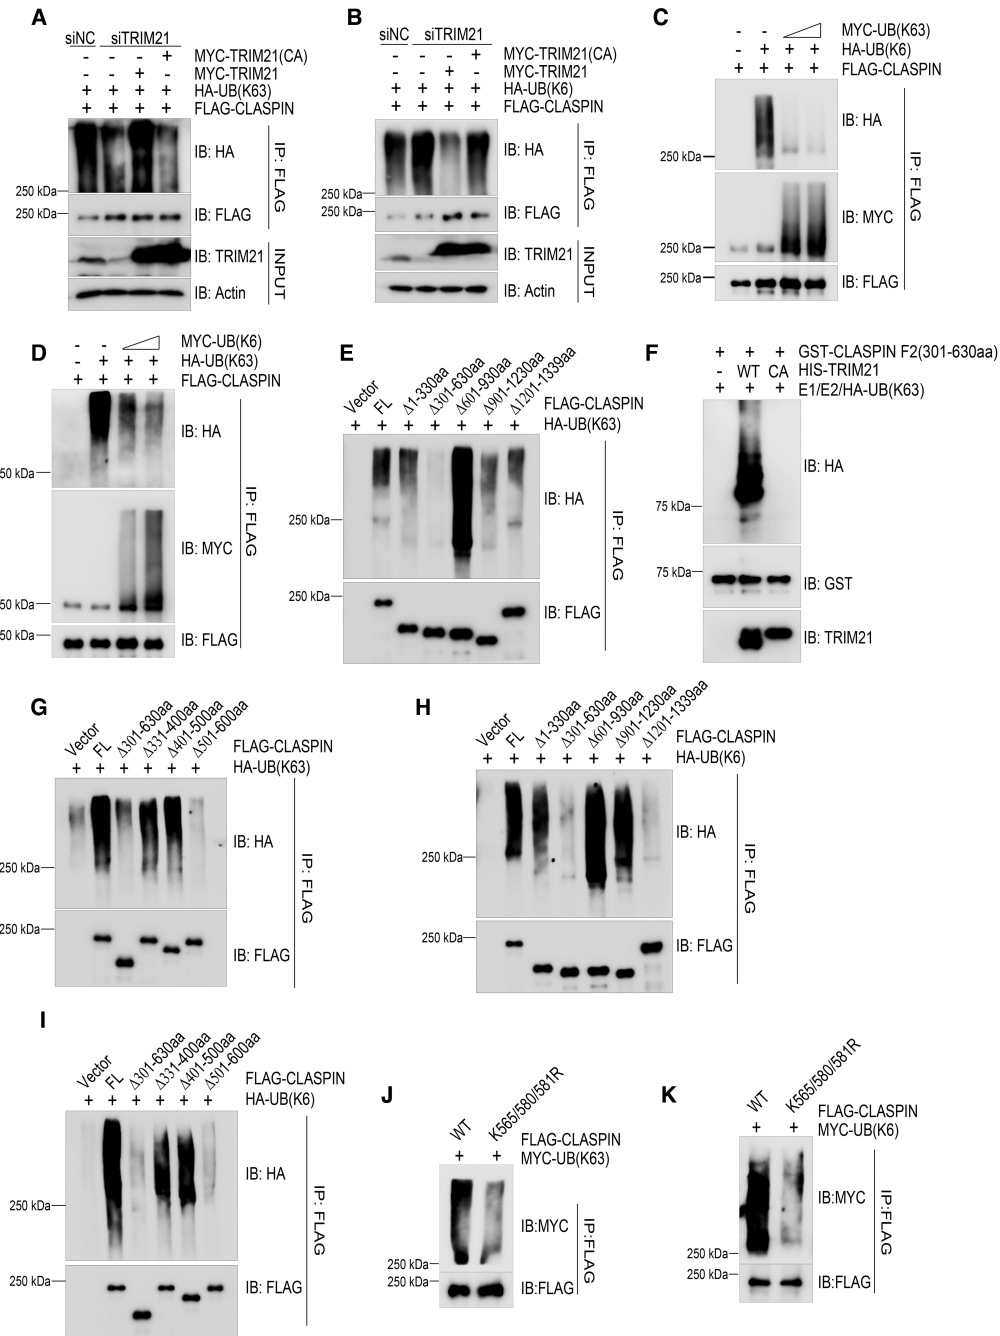 A
siNC siTRIM21
- - - + MYC-TRIM21(CA)
- - + - MYC-TRIM21
+ + + + HA-UB(K63)
+ + + + FLAG-CLASPIN
IB: HA
250 kDa
250 kDa
IB: FLAG
IP: FLAG
IB: TRIM21
IB: Actin
INPUT
B
siNC siTRIM21
- - - + MYC-TRIM21(CA)
- - + - MYC-TRIM21
+ + + + HA-UB(K6)
+ + + + FLAG-CLASPIN
IB: HA
250 kDa
250 kDa
IB: FLAG
IP: FLAG
IB: TRIM21
IB: Actin
INPUT
C
- - MYC-UB(K63)
- + + + HA-UB(K6)
+ + + + FLAG-CLASPIN
IB: HA
250 kDa
IB: MYC
250 kDa
250 kDa
IB: FLAG
IP: FLAG
D
- - MYC-UB(K6)
- + + + HA-UB(K63)
+ + + + FLAG-CLASPIN
IB: HA
50 kDa
IB: MYC
50 kDa
50 kDa
IB: FLAG
IP: FLAG
E
Vector FL Δ1-330aa Δ301-630aa Δ601-930aa Δ901-1230aa Δ1201-1339aa
FLAG-CLASPIN
+ + + + + + + HA-UB(K63)
IB: HA
250 kDa
250 kDa
IB: FLAG
IP: FLAG
F
+ + + GST-CLASPIN F2(301-630aa)
- WT CA HIS-TRIM21
+ + + E1/E2/HA-UB(K63)
IB: HA
75 kDa
75 kDa
IB: GST
IB: TRIM21
G
Vector FL Δ301-630aa Δ331-400aa Δ401-500aa Δ501-600aa
FLAG-CLASPIN
+ + + + + + HA-UB(K63)
IB: HA
250 kDa
250 kDa
IB: FLAG
IP: FLAG
H
Vector FL Δ1-330aa Δ301-630aa Δ601-930aa Δ901-1230aa Δ1201-1339aa
FLAG-CLASPIN
+ + + + + + + HA-UB(K6)
IB: HA
250 kDa
250 kDa
IB: FLAG
IP: FLAG
I
Vector FL Δ301-630aa Δ331-400aa Δ401-500aa Δ501-600aa
FLAG-CLASPIN
+ + + + + + HA-UB(K6)
IB: HA
250 kDa
250 kDa
IB: FLAG
IP: FLAG
J
WT K565/580/581R
FLAG-CLASPIN
+ + MYC-UB(K63)
IB:MYC
250 kDa
250 kDa
IB:FLAG
IP:FLAG
K
WT K565/580/581R
FLAG-CLASPIN
+ + MYC-UB(K6)
IB:MYC
250 kDa
250 kDa
IB:FLAG
IP:FLAG